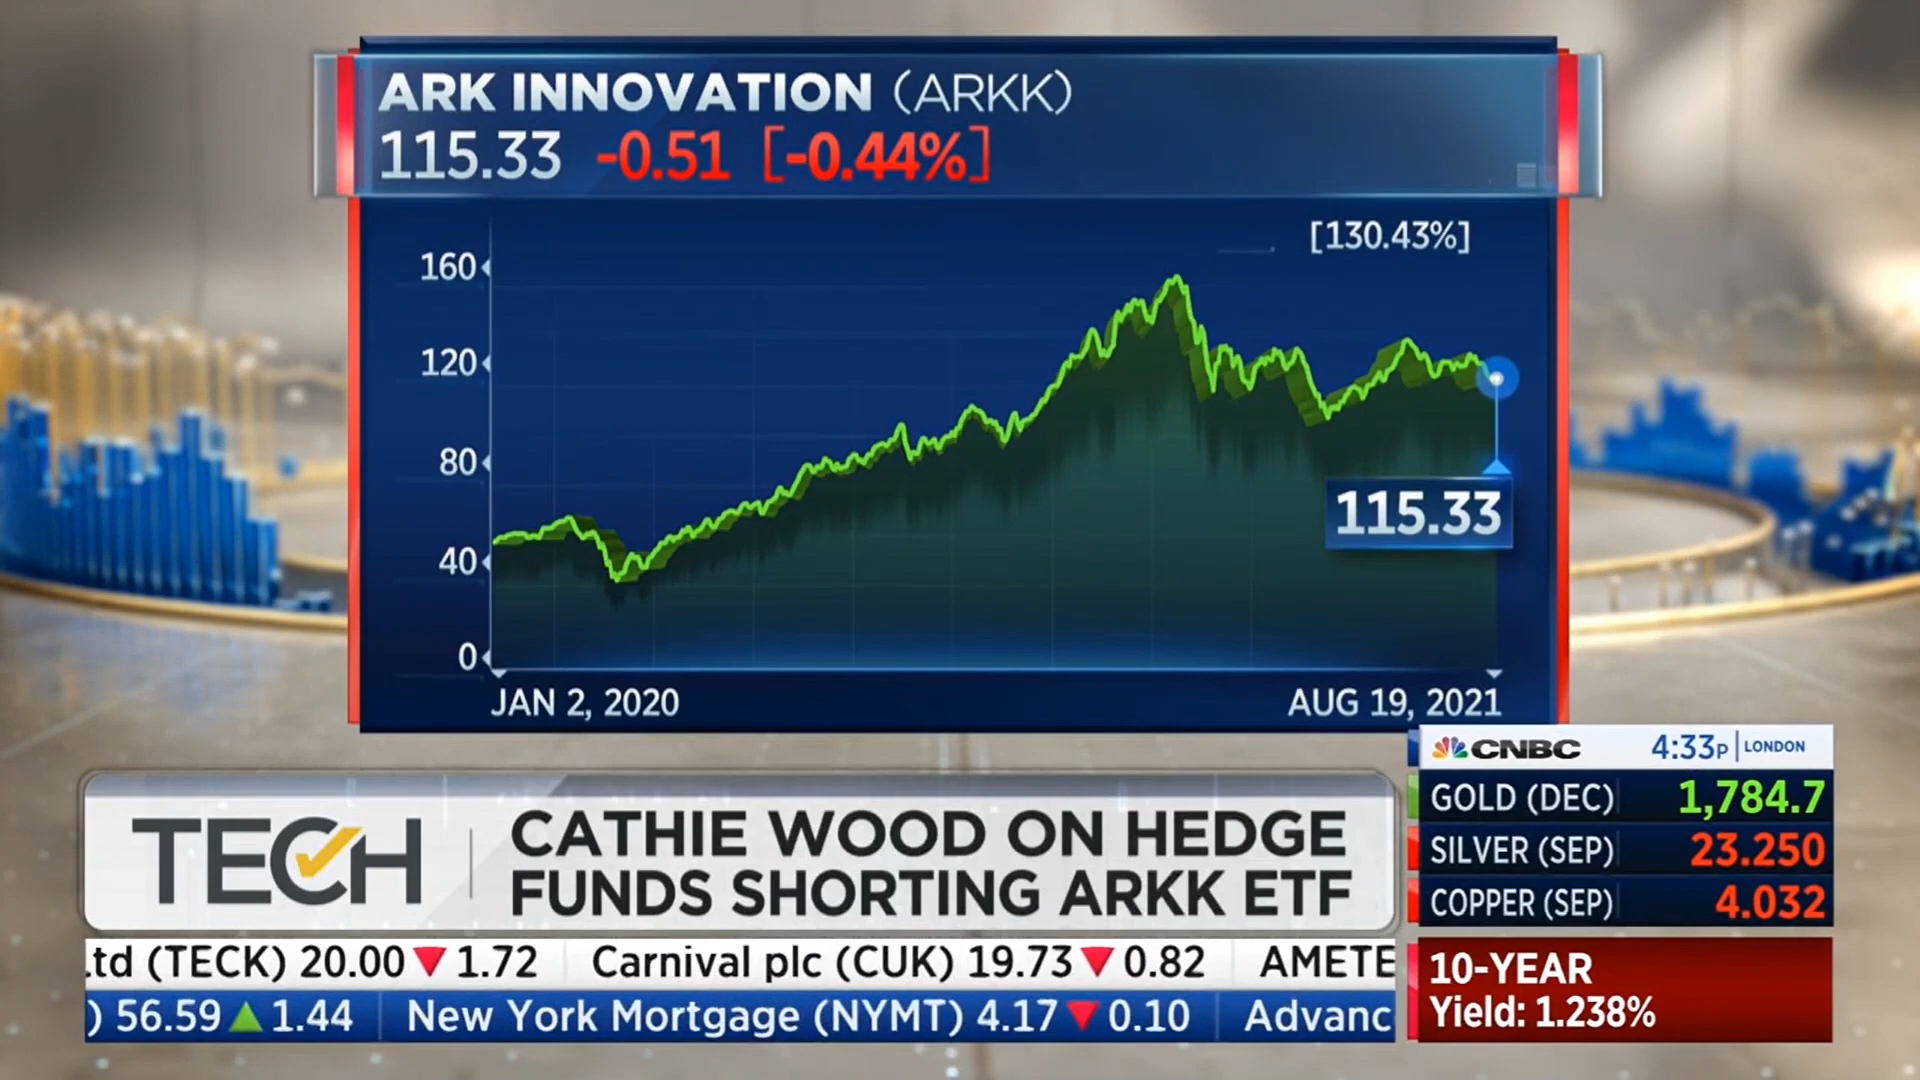 ARK INNOVATION (ARKK)
115.33 -0.51 [-0.44%]
[130.43%]
160
120
80
40
0
115.33
JAN 2, 2020 AUG 19, 2021
CNBC 4:33P LONDON
GOLD (DEC) 1,784.7
SILVER (SEP) 23.250
COPPER (SEP) 4.032
10-YEAR
Yield: 1.238%
TECH
CATHIE WOOD ON HEDGE
FUNDS SHORTING ARKK ETF
.td (TECK) 20.00 ▼ 1.72 Carnival plc (CUK) 19.73 ▼ 0.82 AMETE
) 56.59 ▲ 1.44 New York Mortgage (NYMT) 4.17 ▼ 0.10 Advanc